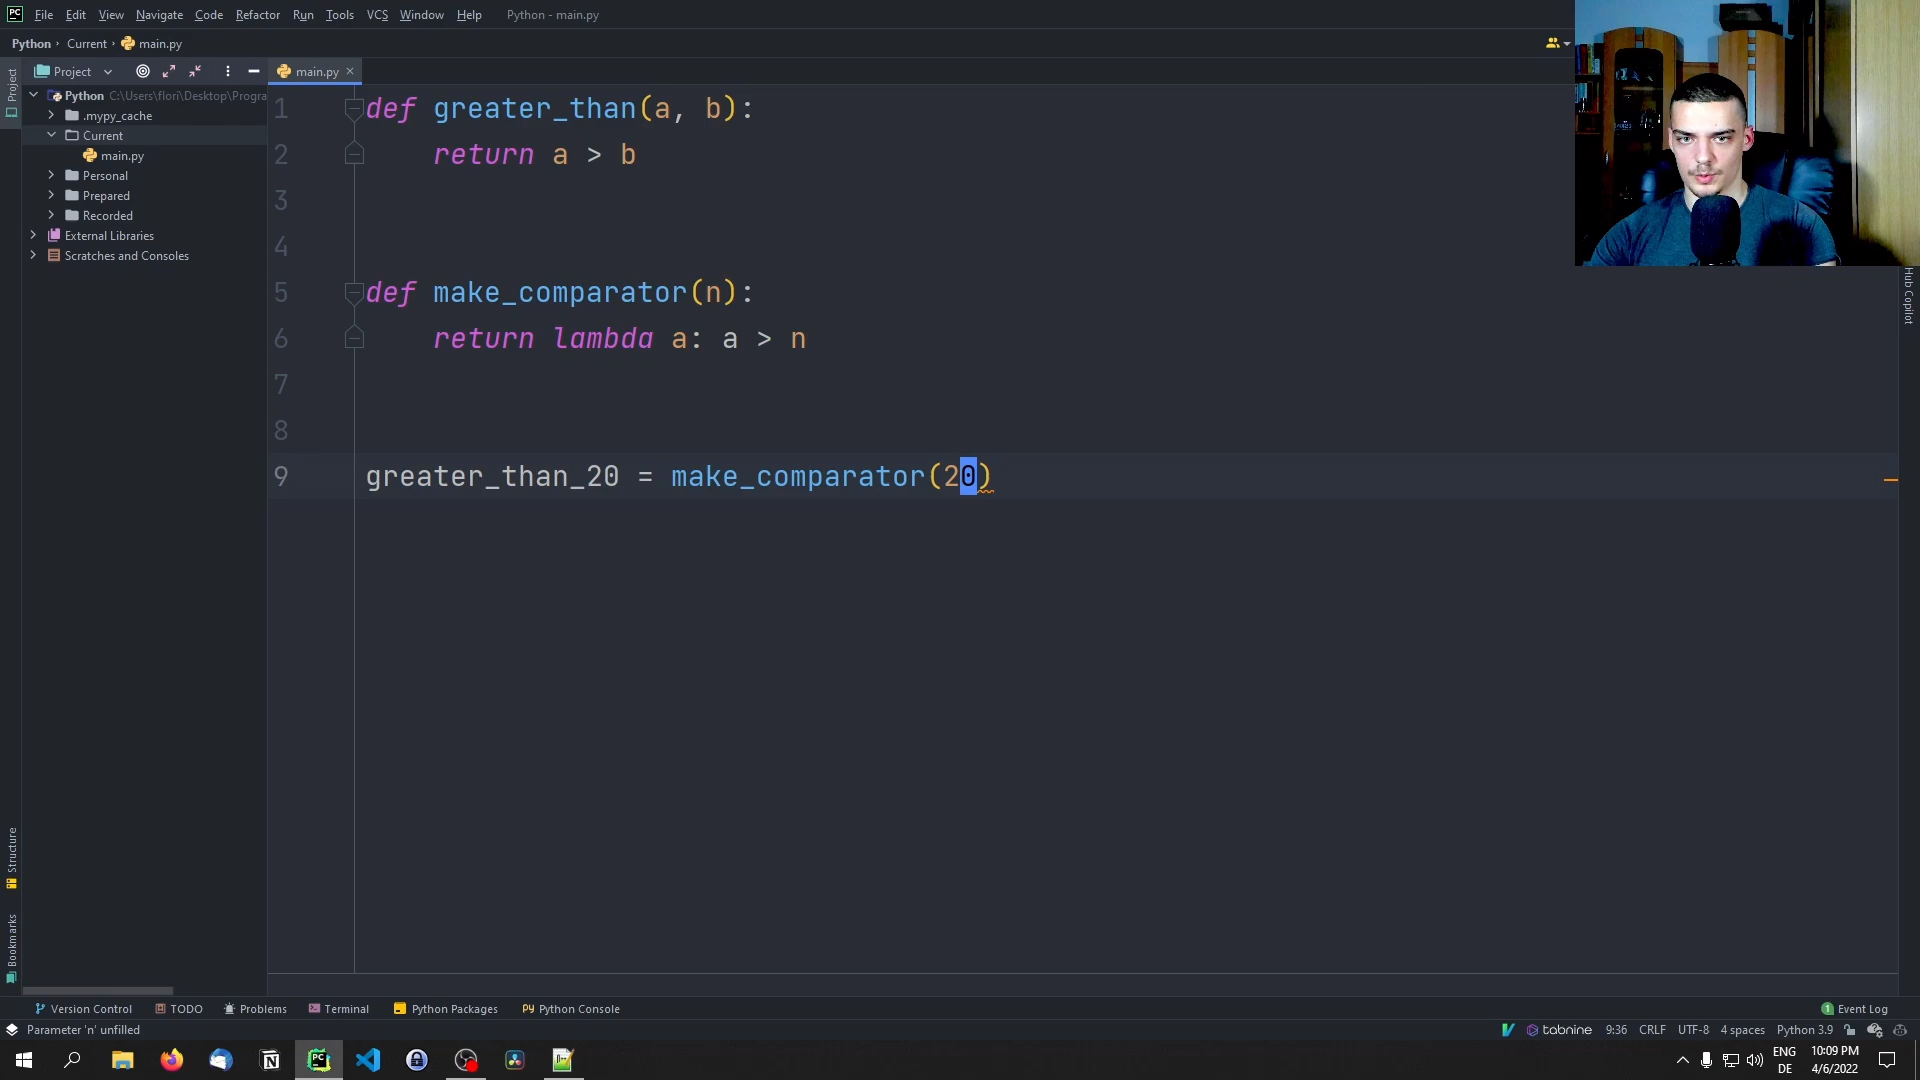 PC File Edit View Navigate Code Refactor Run Tools VCS Window Help Python - main.py
Python › Current › main.py
Project
main.py
Project
Python C:\Users\flori\Desktop\Progra
.mypy_cache
Current
main.py
Personal
Prepared
Recorded
External Libraries
Scratches and Consoles
1 def greater_than(a, b):
2 return a > b
3
4
5 def make_comparator(n):
6 return lambda a: a > n
7
8
9 greater_than_20 = make_comparator(20)
Hub Copilot
Structure
Bookmarks
Version Control TODO Problems Terminal Python Packages Python Console 1 Event Log
Parameter 'n' unfilled tabnine 9:36 CRLF UTF-8 4 spaces Python 3.9
ENG 10:09 PM
DE 4/6/2022